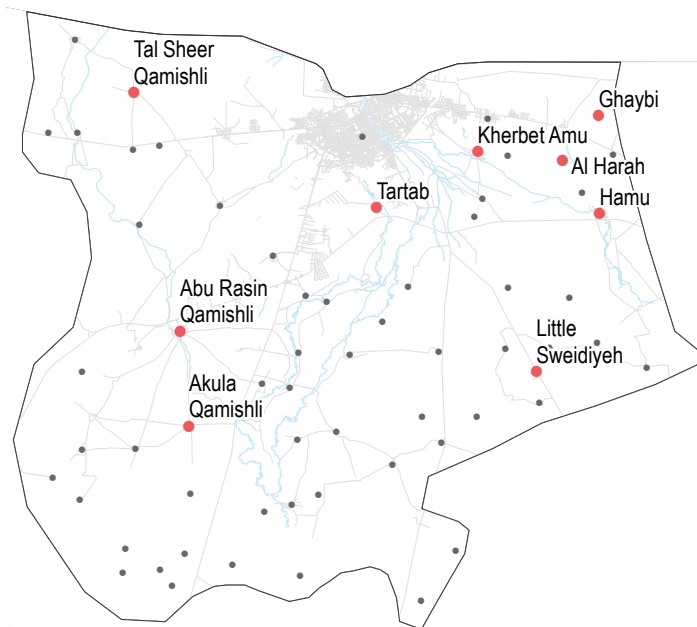 Tal Sheer
Qamishli
Ghaybi
Kherbet Amu
Al Harah
Tartab
Hamu
Abu Rasin
Qamishli
Little
Sweidiyeh
Akula
Qamishli